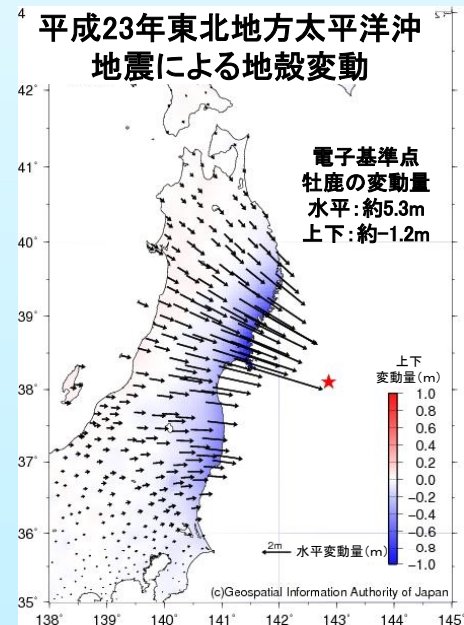 平成23年東北地方太平洋沖
地震による地殻変動
電子基準点
牡鹿の変動量
水平：約5.3m
上下：約-1.2m
4
42°
41°
40°
39°
38°
37°
36°
35°
上下
変動量(m)
1.0
0.8
0.6
0.4
0.2
0.0
-0.2
-0.4
-0.6
0.8
-1.0
2m
水平変動量(m)
(c)Geospatial Information Authority of Japan
138° 139° 140° 141° 142° 143° 144° 145°